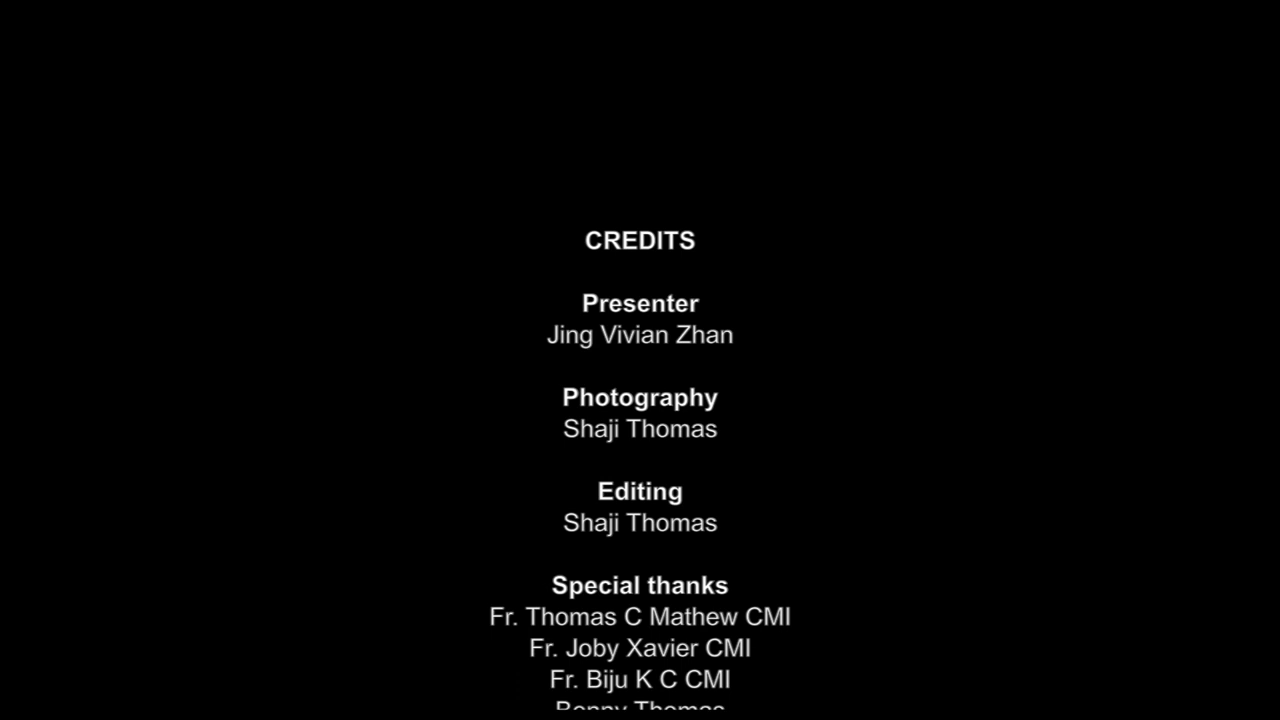 CREDITS
Presenter
Jing Vivian Zhan
Photography
Shaji Thomas
Editing
Shaji Thomas
Special thanks
Fr. Thomas C Mathew CMI
Fr. Joby Xavier CMI
Fr. Biju K C CMI
Thomas